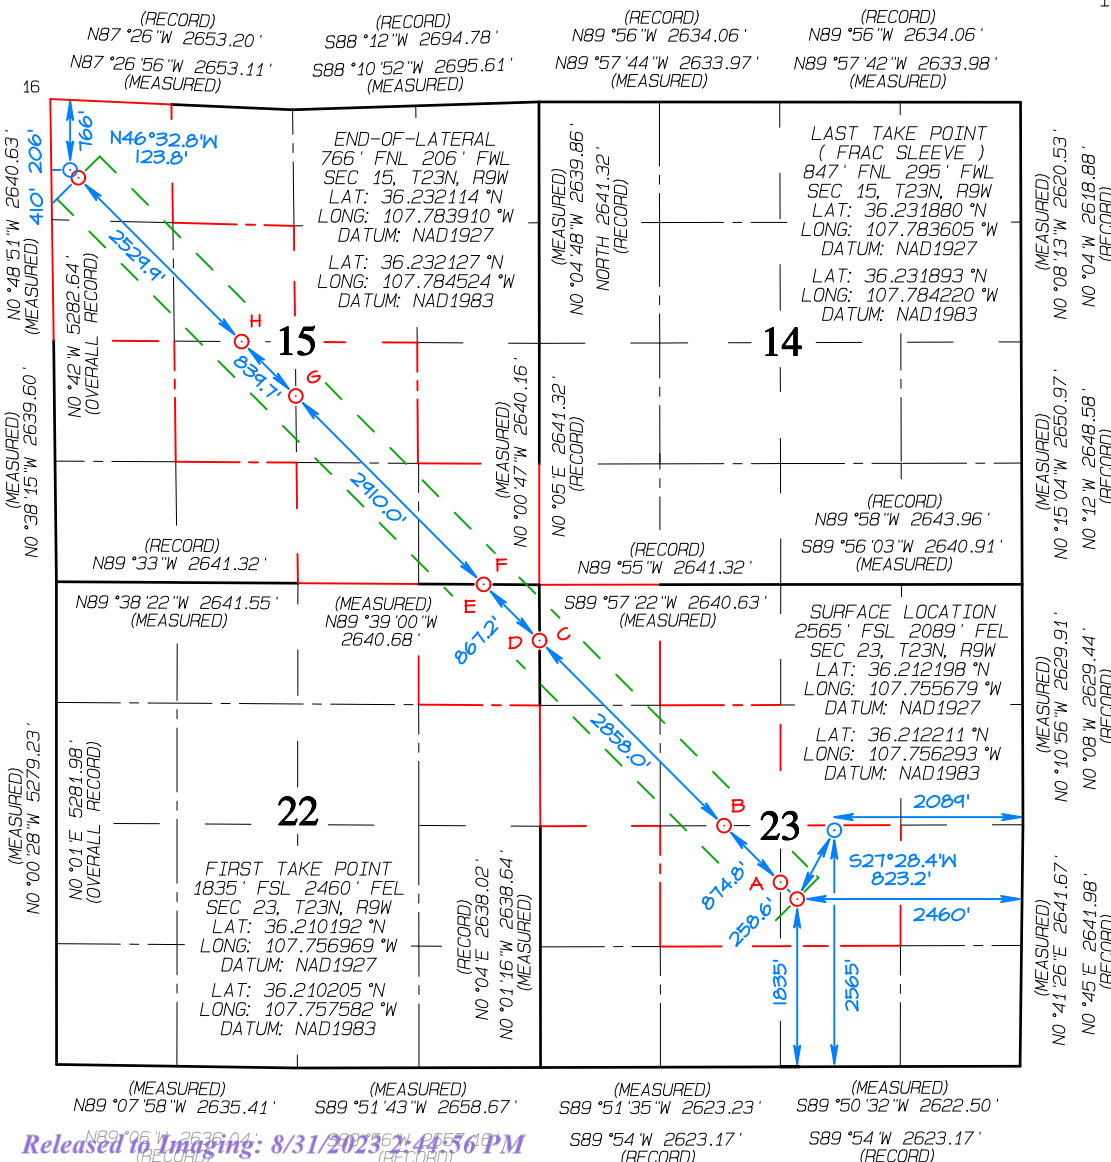 (RECORD)
N87°26"W 2653.20'
N87°26'56"W 2653.11'
(MEASURED)
(RECORD)
S88°12"W 2694.78'
S88°10'52"W 2695.61'
(MEASURED)
(RECORD)
N89°56"W 2634.06'
N89°57'44"W 2633.97'
(MEASURED)
(RECORD)
N89°56"W 2634.06'
N89°57'42"W 2633.98'
(MEASURED)
16
766'
N46°32.8'W
123.8'
206'
410'
N0°48'51"W 2640.63'
(MEASURED)
N0°42'W 5282.64'
(OVERALL RECORD)
(MEASURED)
N0°38'15"W 2639.60'
END-OF-LATERAL
766' FNL 206' FWL
SEC 15, T23N, R9W
LAT: 36.232114°N
LONG: 107.783910°W
DATUM: NAD1927
LAT: 36.232127°N
LONG: 107.784524°W
DATUM: NAD1983
(MEASURED)
N0°04'48"W 2639.86'
NORTH 2641.32'
(RECORD)
LAST TAKE POINT
( FRAC SLEEVE )
847' FNL 295' FWL
SEC 15, T23N, R9W
LAT: 36.231880°N
LONG: 107.783605°W
DATUM: NAD1927
LAT: 36.231893°N
LONG: 107.784220°W
DATUM: NAD1983
(MEASURED)
N0°08'13"W 2620.53'
N0°04'W 2618.88'
(RECORD)
2529.9'
H
15
14
839.7'
G
2910.0'
(MEASURED)
N0°00'47"W 2640.16'
N0°05'E 2641.32'
(RECORD)
(MEASURED)
N0°15'04"W 2650.97'
N0°12'W 2648.58'
(RECORD)
(RECORD)
N89°33"W 2641.32'
N89°38'22"W 2641.55'
(MEASURED)
(MEASURED)
N89°39'00"W
2640.68'
F
E
867.2'
D
C
(RECORD)
N89°55"W 2641.32'
S89°57'22"W 2640.63'
(MEASURED)
(RECORD)
N89°58"W 2643.96'
S89°56'03"W 2640.91'
(MEASURED)
SURFACE LOCATION
2565' FSL 2089' FEL
SEC 23, T23N, R9W
LAT: 36.212198°N
LONG: 107.755679°W
DATUM: NAD1927
LAT: 36.212211°N
LONG: 107.756293°W
DATUM: NAD1983
(MEASURED)
N0°10'56"W 2629.91'
N0°08'W 2629.44'
(RECORD)
(MEASURED)
N0°00'28"W 5279.23'
N0°01'E 5281.98'
(OVERALL RECORD)
22
2858.0'
B
23
2089'
S27°28.4'W
823.2'
A
874.8'
258.6'
2460'
1835'
2565'
FIRST TAKE POINT
1835' FSL 2460' FEL
SEC 23, T23N, R9W
LAT: 36.210192°N
LONG: 107.756969°W
DATUM: NAD1927
LAT: 36.210205°N
LONG: 107.757582°W
DATUM: NAD1983
(RECORD)
N0°04'E 2638.02'
N0°01'16"W 2638.64'
(MEASURED)
(MEASURED)
N0°41'26"E 2641.67'
N0°45'E 2641.98'
(RECORD)
(MEASURED)
N89°07'58"W 2635.41'
(MEASURED)
S89°51'43"W 2658.67'
(MEASURED)
S89°51'35"W 2623.23'
S89°54'W 2623.17'
(RECORD)
(MEASURED)
S89°50'32"W 2622.50'
S89°54'W 2623.17'
(RECORD)
N89°06'W 2636.04'
(RECORD)
(RECORD)
Released to Imaging: 8/31/2023 2:44:56 PM